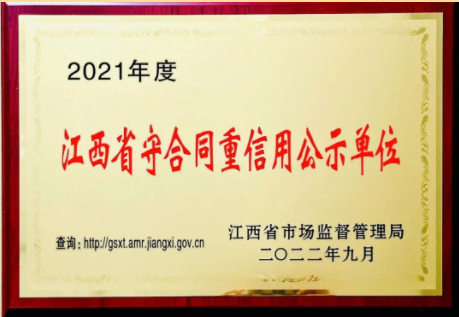 2021年度
江西省守合同重信用公示单位
江西省市场监督管理局
查询:http://gsxt.amr.jiangxi.gov.cn
二〇二二年九月